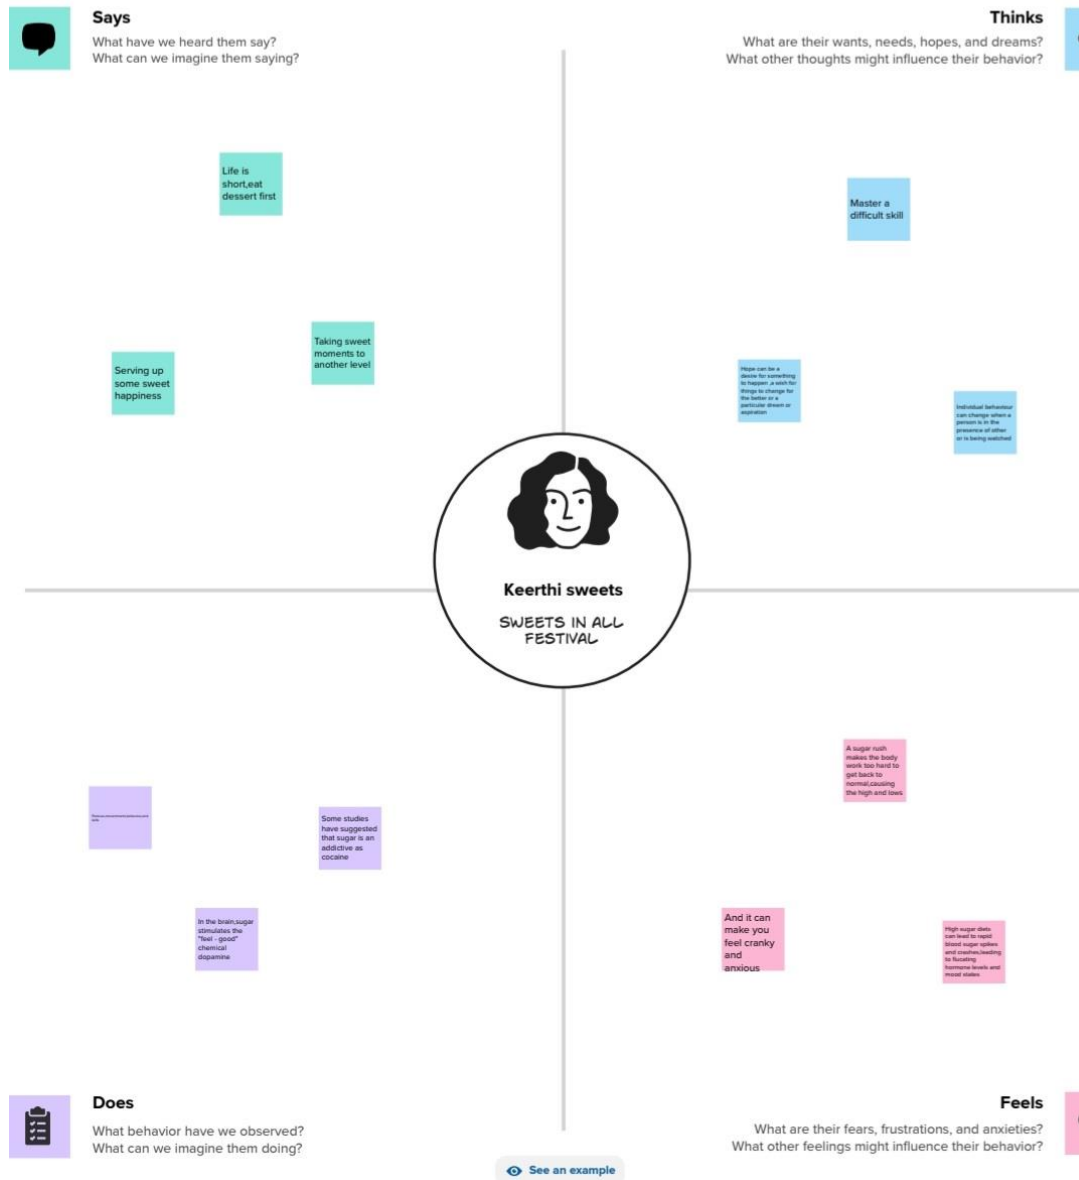 Says
What have we heard them say?
What can we imagine them saying?
Thinks
What are their wants, needs, hopes, and dreams?
What other thoughts might influence their behavior?
Life is
short,eat
dessert first
Serving up
some sweet
happiness
Taking sweet
moments to
another level
Master a
difficult skill
Hope can be a
desire for something
to happen ,a wish for
things to change for
the better or a
particular dream or
aspiration
Individual behaviour
can change when a
person is in the
presence of other
or is being watched
Keerthi sweets
SWEETS IN ALL
FESTIVAL
Some studies
have suggested
that sugar is an
addictive as
cocaine
In the brain,sugar
stimulates the
"feel - good"
chemical
dopamine
A sugar rush
makes the body
work too hard to
get back to
normal,causing
the high and lows
And it can
make you
feel cranky
and
anxious
High sugar diets
can lead to rapid
blood sugar spikes
and crashes,leading
to flucating
hormone levels and
mood states
Does
What behavior have we observed?
What can we imagine them doing?
Feels
What are their fears, frustrations, and anxieties?
What other feelings might influence their behavior?
See an example